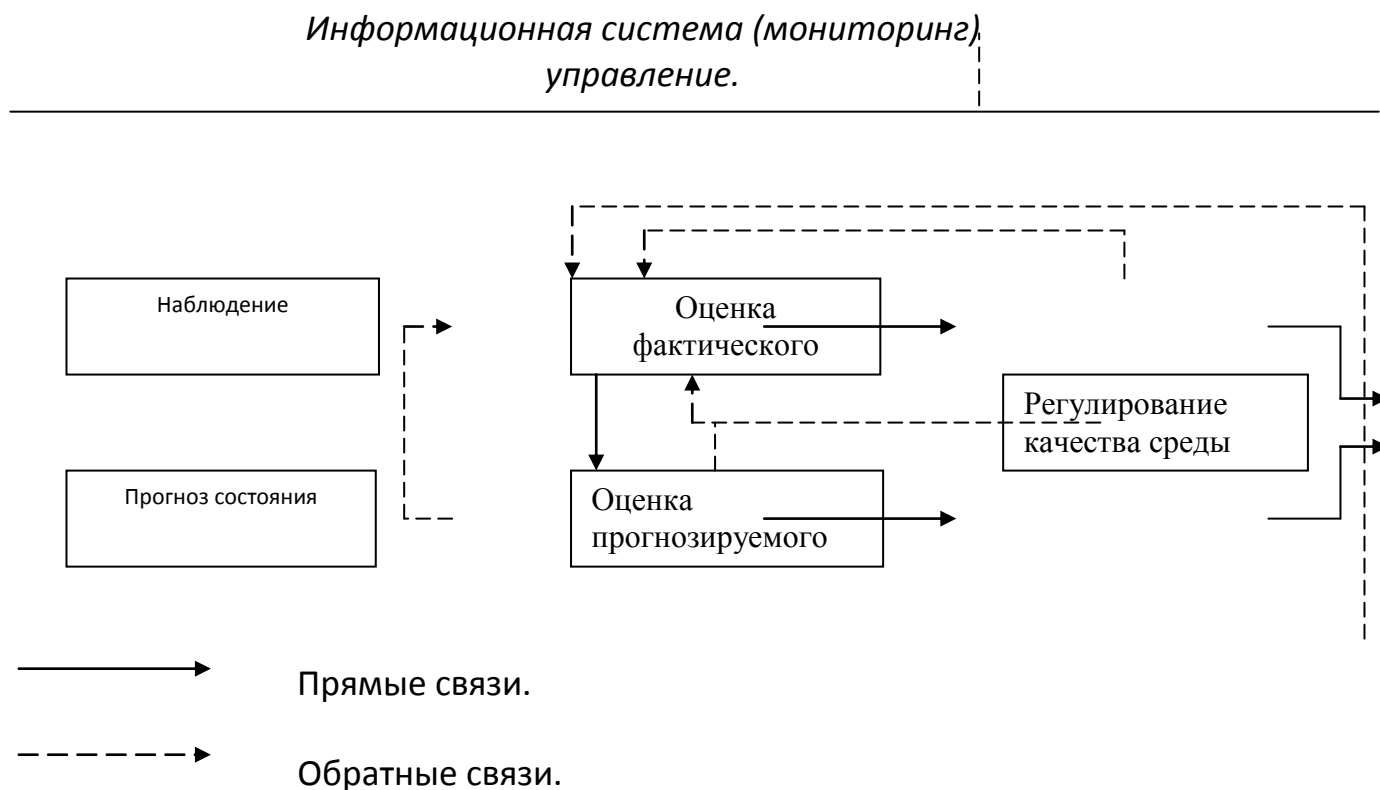 Информационная система (мониторинг)
управление.
Наблюдение
Оценка
фактического
Регулирование
качества среды
Прогноз состояния
Оценка
прогнозируемого
Прямые связи.
Обратные связи.